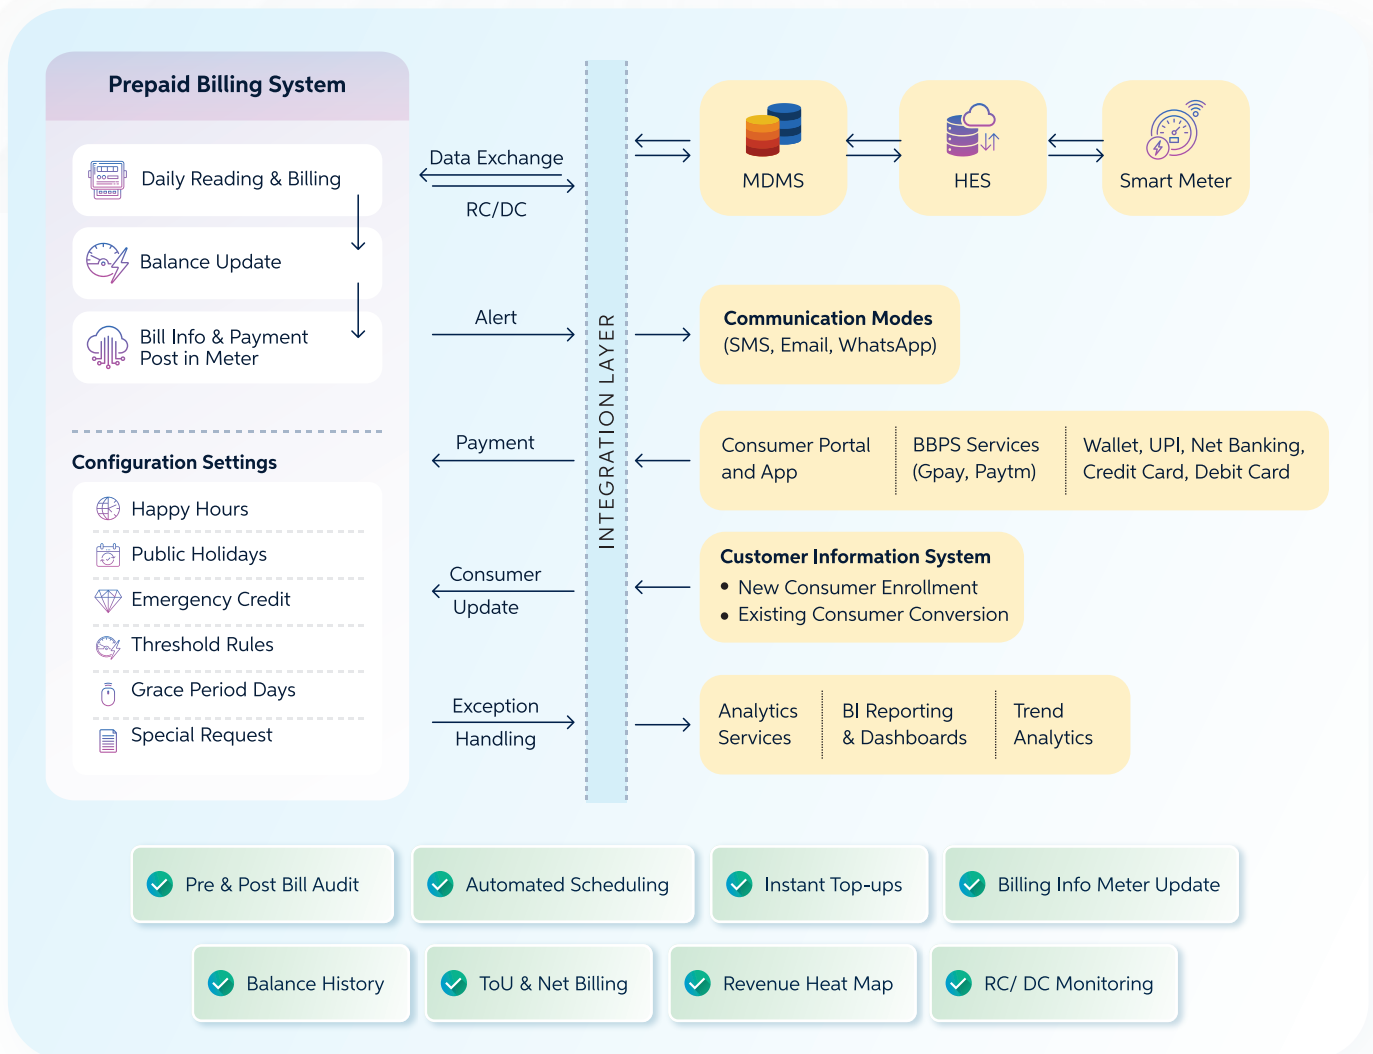 Prepaid Billing System
Daily Reading & Billing
Balance Update
Bill Info & Payment
Post in Meter
Configuration Settings
Happy Hours
Public Holidays
Emergency Credit
Threshold Rules
Grace Period Days
Special Request
Data Exchange
RC/DC
Alert
Payment
Consumer
Update
Exception
Handling
INTEGRATION LAYER
MDMS
HES
Smart Meter
Communication Modes
(SMS, Email, WhatsApp)
Consumer Portal
and App
BBPS Services
(Gpay, Paytm)
Wallet, UPI, Net Banking,
Credit Card, Debit Card
Customer Information System
• New Consumer Enrollment
• Existing Consumer Conversion
Analytics
Services
BI Reporting
& Dashboards
Trend
Analytics
Pre & Post Bill Audit
Automated Scheduling
Instant Top-ups
Billing Info Meter Update
Balance History
ToU & Net Billing
Revenue Heat Map
RC/ DC Monitoring